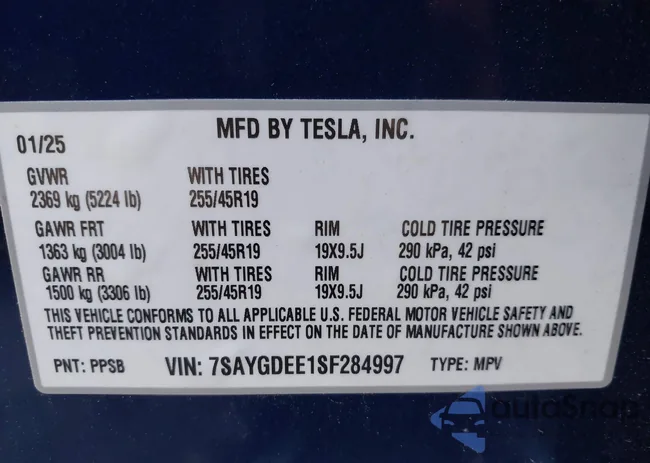 MFD BY TESLA, INC.
01/25
GVWR WITH TIRES
2369 kg (5224 lb) 255/45R19
GAWR FRT WITH TIRES RIM COLD TIRE PRESSURE
1363 kg (3004 lb) 255/45R19 19X9.5J 290 kPa, 42 psi
GAWR RR WITH TIRES RIM COLD TIRE PRESSURE
1500 kg (3306 lb) 255/45R19 19X9.5J 290 kPa, 42 psi
THIS VEHICLE CONFORMS TO ALL APPLICABLE U.S. FEDERAL MOTOR VEHICLE SAFETY AND
THEFT PREVENTION STANDARDS IN EFFECT ON THE DATE OF MANUFACTURE SHOWN ABOVE.
PNT: PPSB VIN: 7SAYGDEE1SF284997 TYPE: MPV
autoSnap